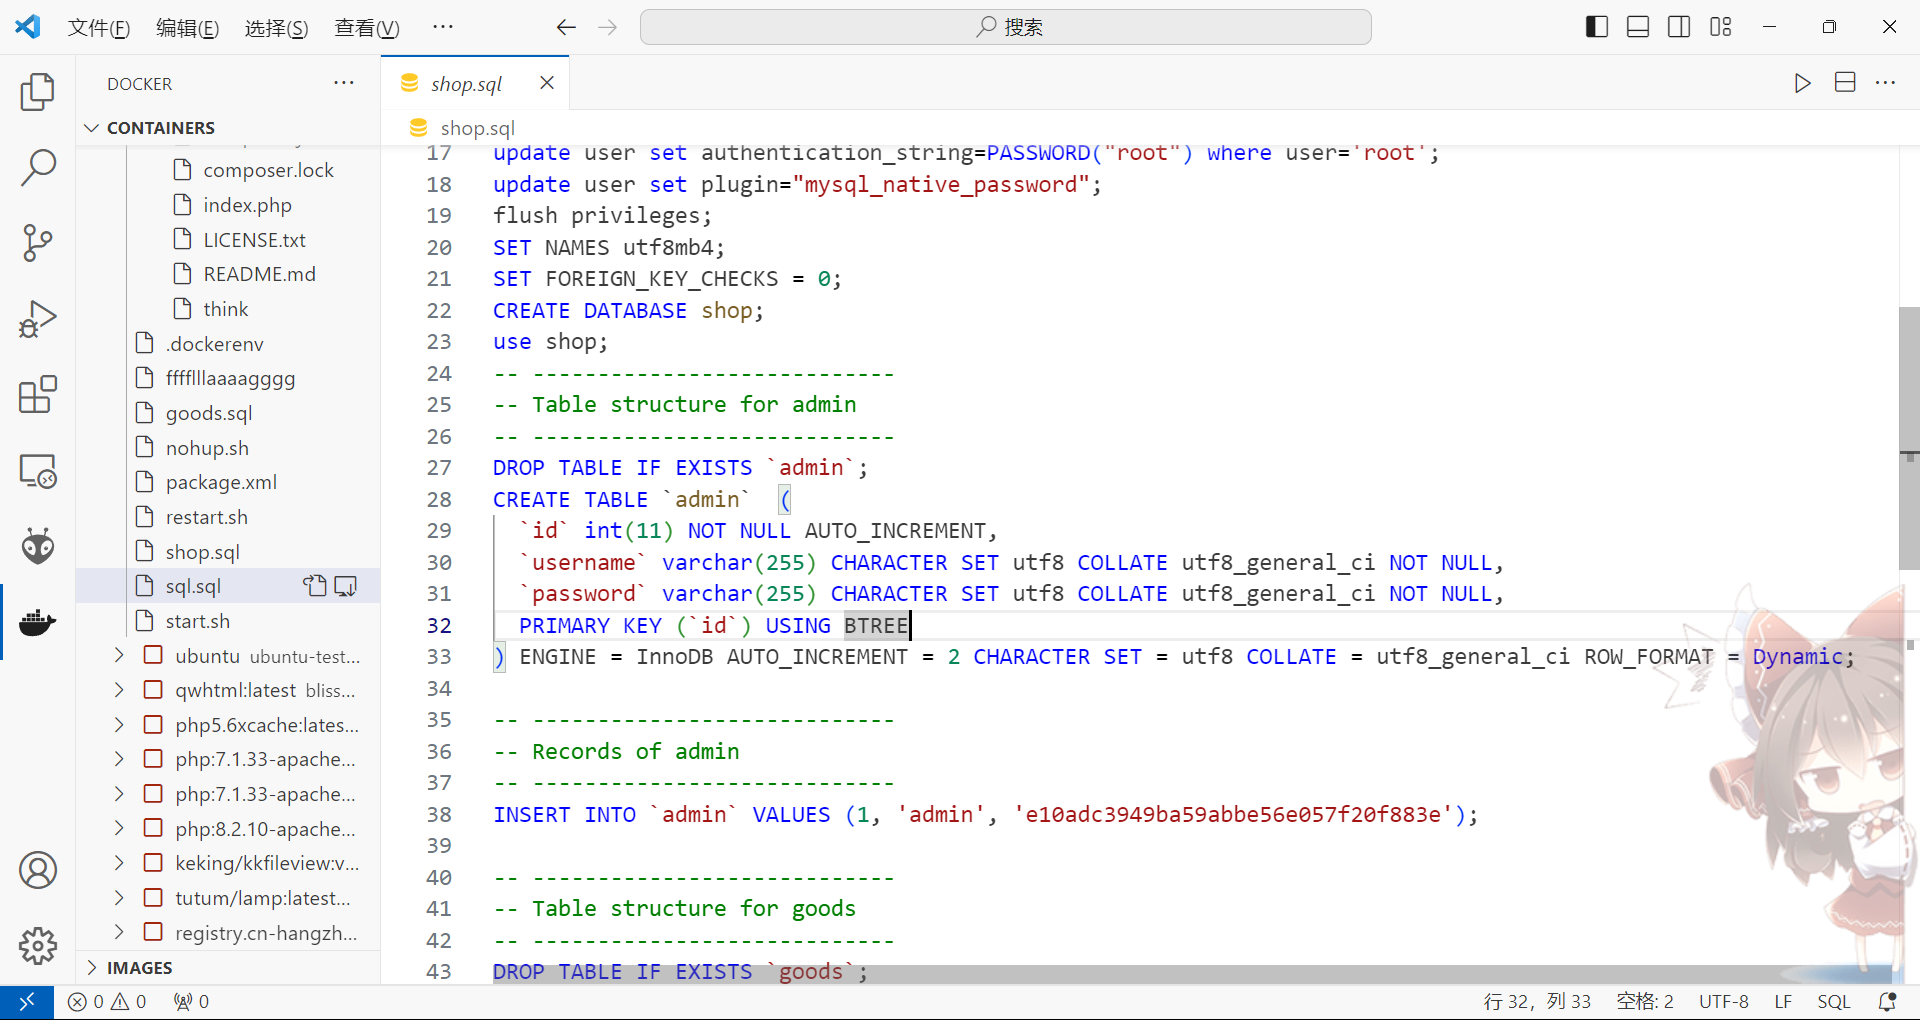 文件(F) 编辑(E) 选择(S) 查看(V) ··· 搜索
DOCKER
CONTAINERS
composer.lock
index.php
LICENSE.txt
README.md
think
.dockerenv
fffflllaaaagggg
goods.sql
nohup.sh
package.xml
restart.sh
shop.sql
sql.sql
start.sh
ubuntu ubuntu-test...
qwhtml:latest bliss...
php5.6xcache:lates...
php:7.1.33-apache...
php:7.1.33-apache...
php:8.2.10-apache...
keking/kkfileview:v...
tutum/lamp:latest...
registry.cn-hangzh...
IMAGES
shop.sql
shop.sql
17 update user set authentication_string=PASSWORD("root") where user='root';
18 update user set plugin="mysql_native_password";
19 flush privileges;
20 SET NAMES utf8mb4;
21 SET FOREIGN_KEY_CHECKS = 0;
22 CREATE DATABASE shop;
23 use shop;
24 -- ----------------------------
25 -- Table structure for admin
26 -- ----------------------------
27 DROP TABLE IF EXISTS `admin`;
28 CREATE TABLE `admin`  (
29   `id` int(11) NOT NULL AUTO_INCREMENT,
30   `username` varchar(255) CHARACTER SET utf8 COLLATE utf8_general_ci NOT NULL,
31   `password` varchar(255) CHARACTER SET utf8 COLLATE utf8_general_ci NOT NULL,
32   PRIMARY KEY (`id`) USING BTREE
33 ) ENGINE = InnoDB AUTO_INCREMENT = 2 CHARACTER SET = utf8 COLLATE = utf8_general_ci ROW_FORMAT = Dynamic;
34
35 -- ----------------------------
36 -- Records of admin
37 -- ----------------------------
38 INSERT INTO `admin` VALUES (1, 'admin', 'e10adc3949ba59abbe56e057f20f883e');
39
40 -- ----------------------------
41 -- Table structure for goods
42 -- ----------------------------
43 DROP TABLE IF EXISTS `goods`;
0 0 0 行 32，列 33 空格: 2 UTF-8 LF SQL